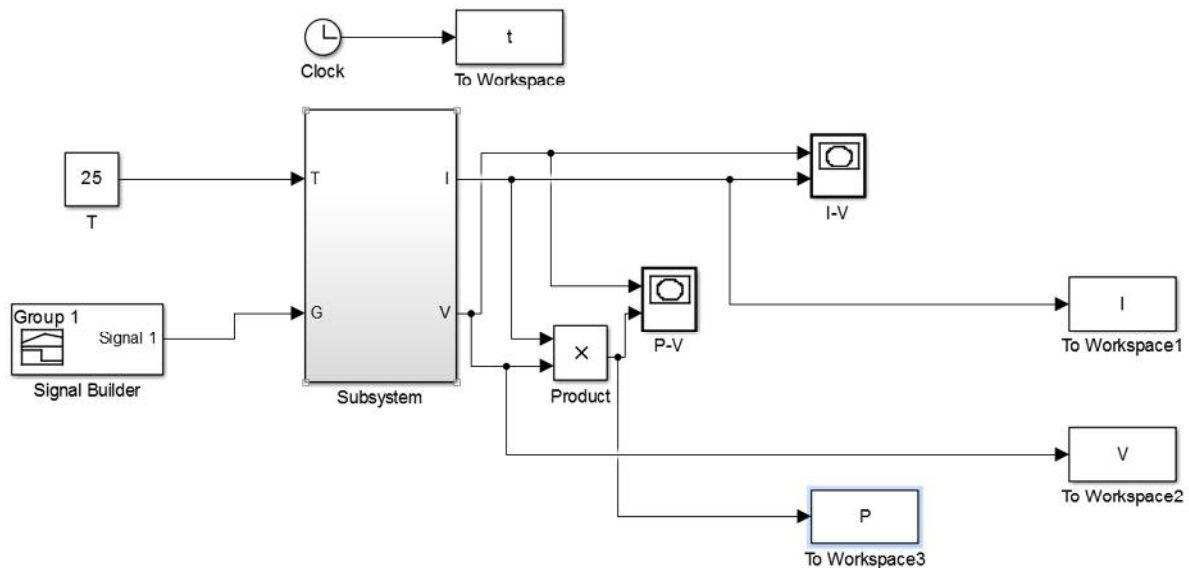 t
Clock
To Workspace
25
T
T
I
I-V
Group 1
Signal 1
G
V
Signal Builder
Subsystem
×
P-V
Product
I
To Workspace1
V
To Workspace2
P
To Workspace3